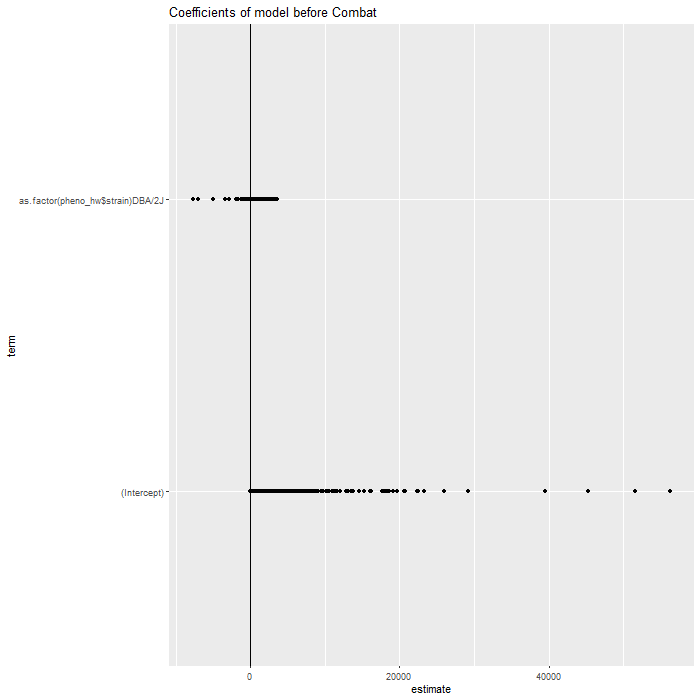 Coefficients of model before Combat
as.factor(pheno_hw$strain)DBA/2J
term
(Intercept)
0
20000
40000
estimate